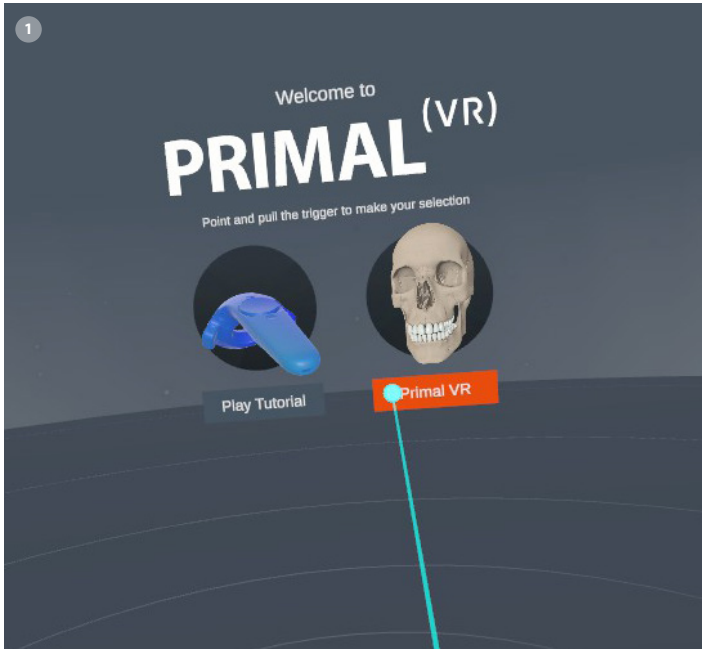 1
Welcome to
PRIMAL (VR)
Point and pull the trigger to make your selection
Play Tutorial
Primal VR